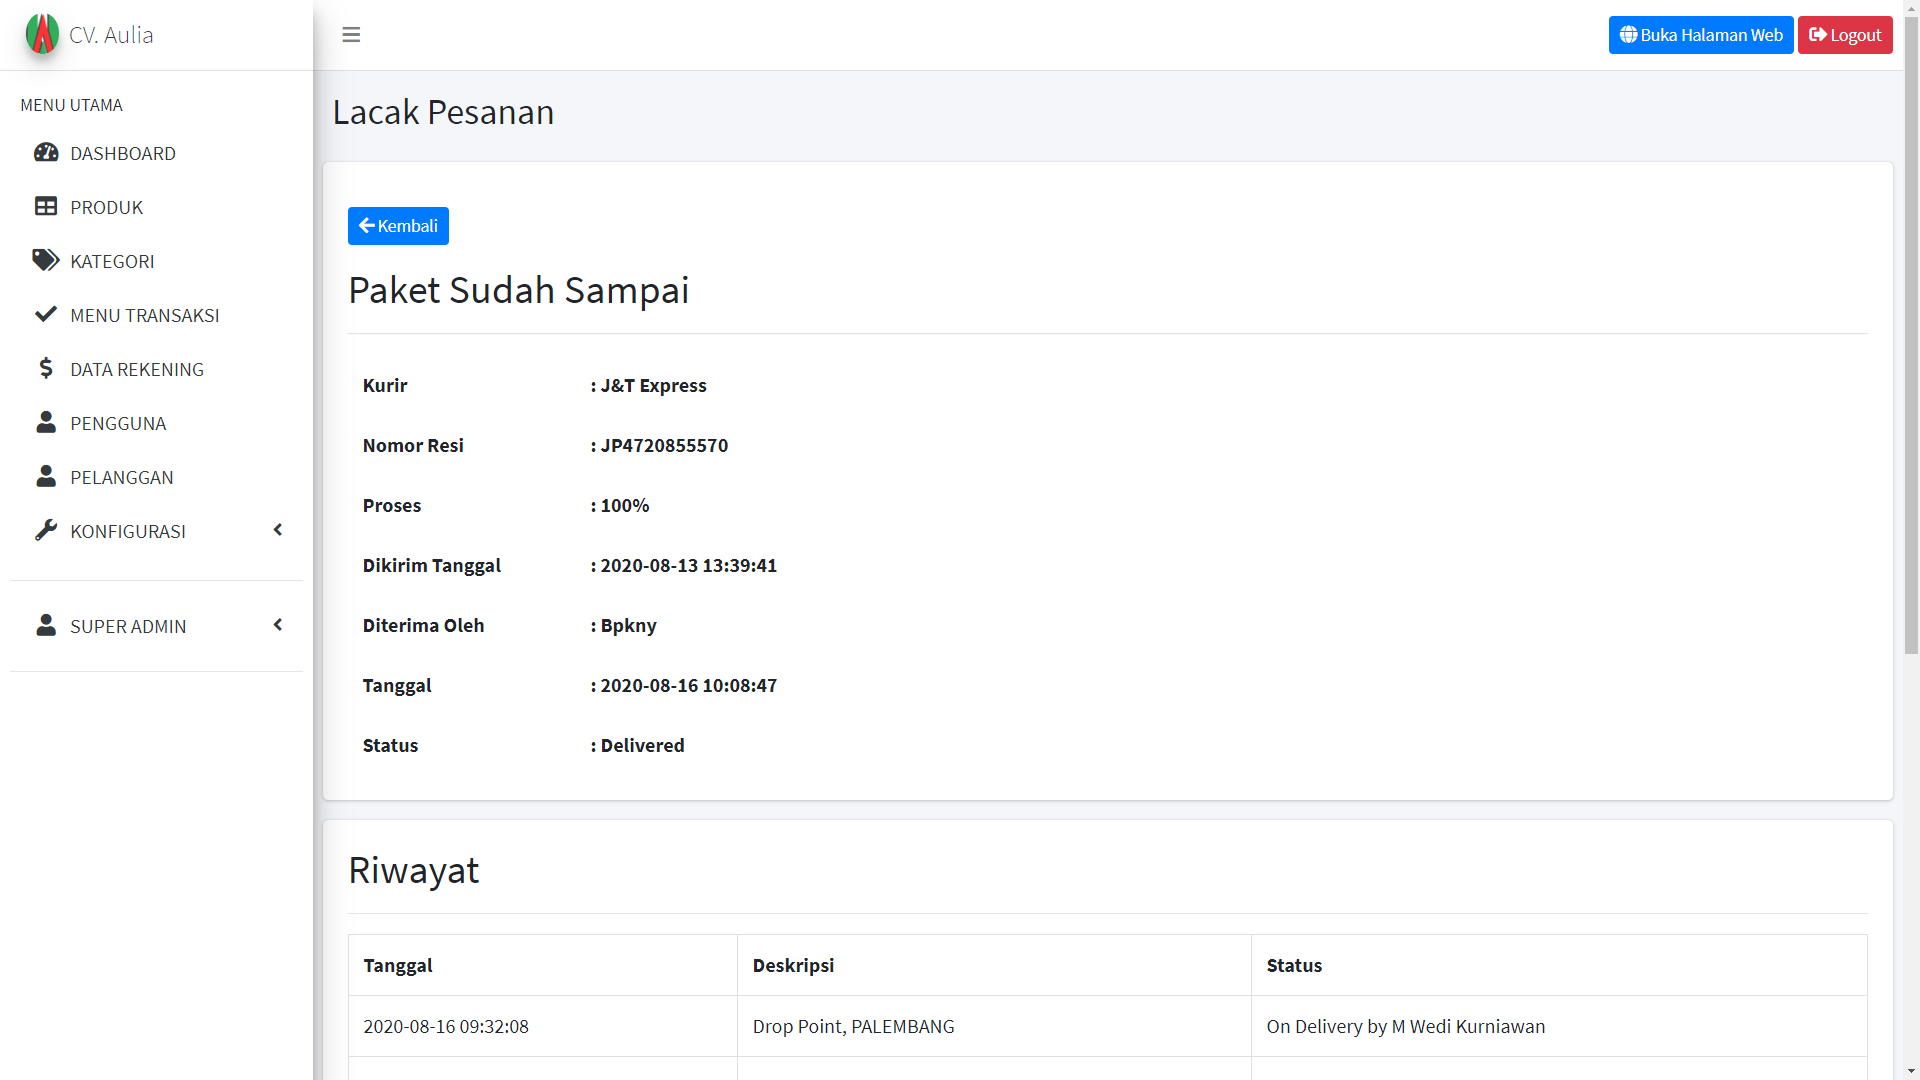 CV. Aulia
Buka Halaman Web
Logout
MENU UTAMA
DASHBOARD
PRODUK
KATEGORI
MENU TRANSAKSI
DATA REKENING
PENGGUNA
PELANGGAN
KONFIGURASI
SUPER ADMIN
Lacak Pesanan
Kembali
Paket Sudah Sampai
Kurir : J&T Express
Nomor Resi : JP4720855570
Proses : 100%
Dikirim Tanggal : 2020-08-13 13:39:41
Diterima Oleh : Bpkny
Tanggal : 2020-08-16 10:08:47
Status : Delivered
Riwayat
Tanggal Deskripsi Status
2020-08-16 09:32:08 Drop Point, PALEMBANG On Delivery by M Wedi Kurniawan